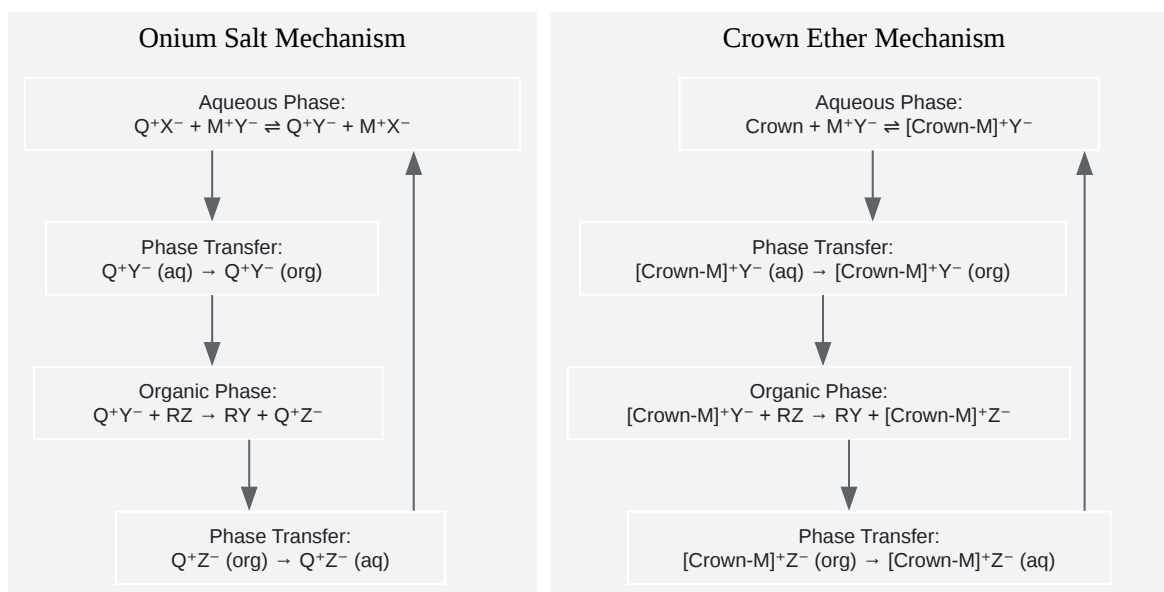 Onium Salt Mechanism
Aqueous Phase:
Q⁺X⁻ + M⁺Y⁻ ⇌ Q⁺Y⁻ + M⁺X⁻
Phase Transfer:
Q⁺Y⁻ (aq) → Q⁺Y⁻ (org)
Organic Phase:
Q⁺Y⁻ + RZ → RY + Q⁺Z⁻
Phase Transfer:
Q⁺Z⁻ (org) → Q⁺Z⁻ (aq)
Crown Ether Mechanism
Aqueous Phase:
Crown + M⁺Y⁻ ⇌ [Crown-M]⁺Y⁻
Phase Transfer:
[Crown-M]⁺Y⁻ (aq) → [Crown-M]⁺Y⁻ (org)
Organic Phase:
[Crown-M]⁺Y⁻ + RZ → RY + [Crown-M]⁺Z⁻
Phase Transfer:
[Crown-M]⁺Z⁻ (org) → [Crown-M]⁺Z⁻ (aq)